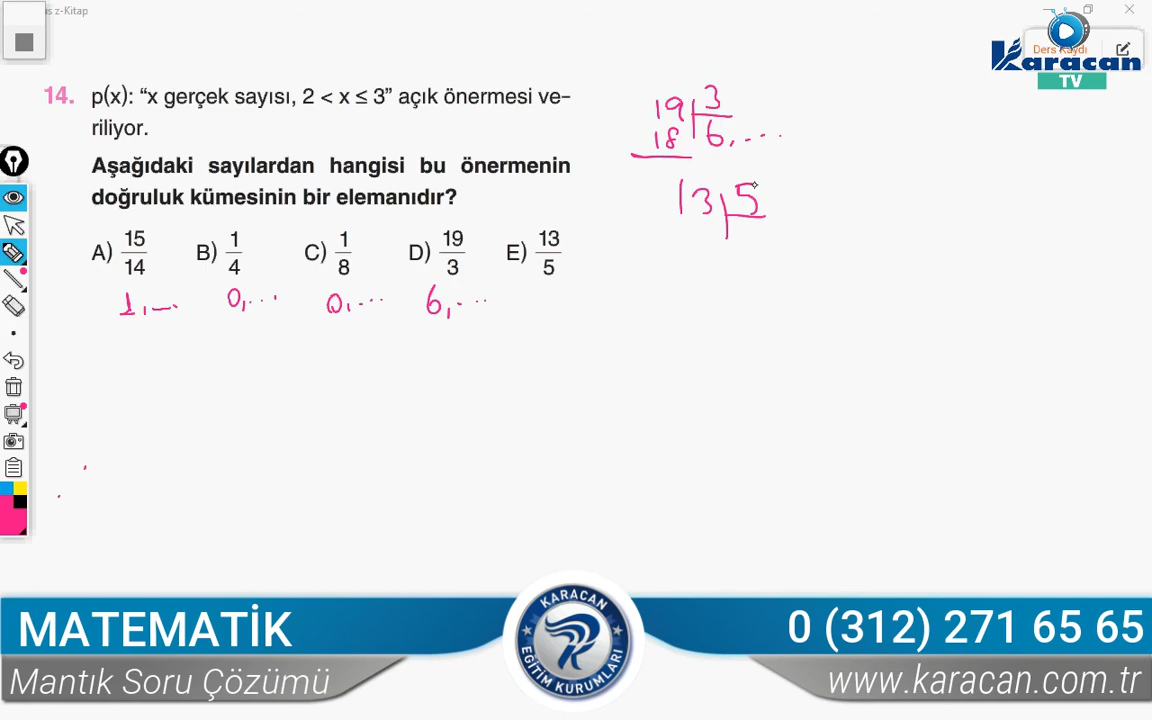 us z-Kitap
Ders Kaydı
Karacan
TV
14. p(x): “x gerçek sayısı, 2 < x ≤ 3” açık önermesi ve-
riliyor.
Aşağıdaki sayılardan hangisi bu önermenin
doğruluk kümesinin bir elemanıdır?
A) 15/14 B) 1/4 C) 1/8 D) 19/3 E) 13/5
1,... 0,... 0,... 6,...
19 3
18 6,...
13 5
KARACAN
EĞİTİM KURUMLARI
MATEMATİK
Mantık Soru Çözümü
0 (312) 271 65 65
www.karacan.com.tr